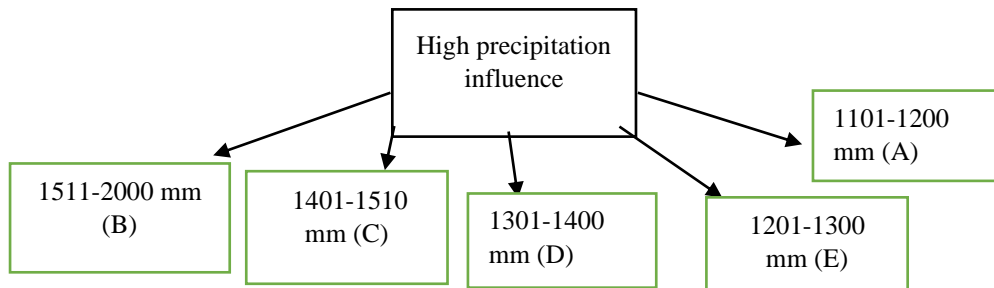 High precipitation
influence
1101-1200
mm (A)
1511-2000 mm
(B)
1401-1510
mm (C)
1301-1400
mm (D)
1201-1300
mm (E)